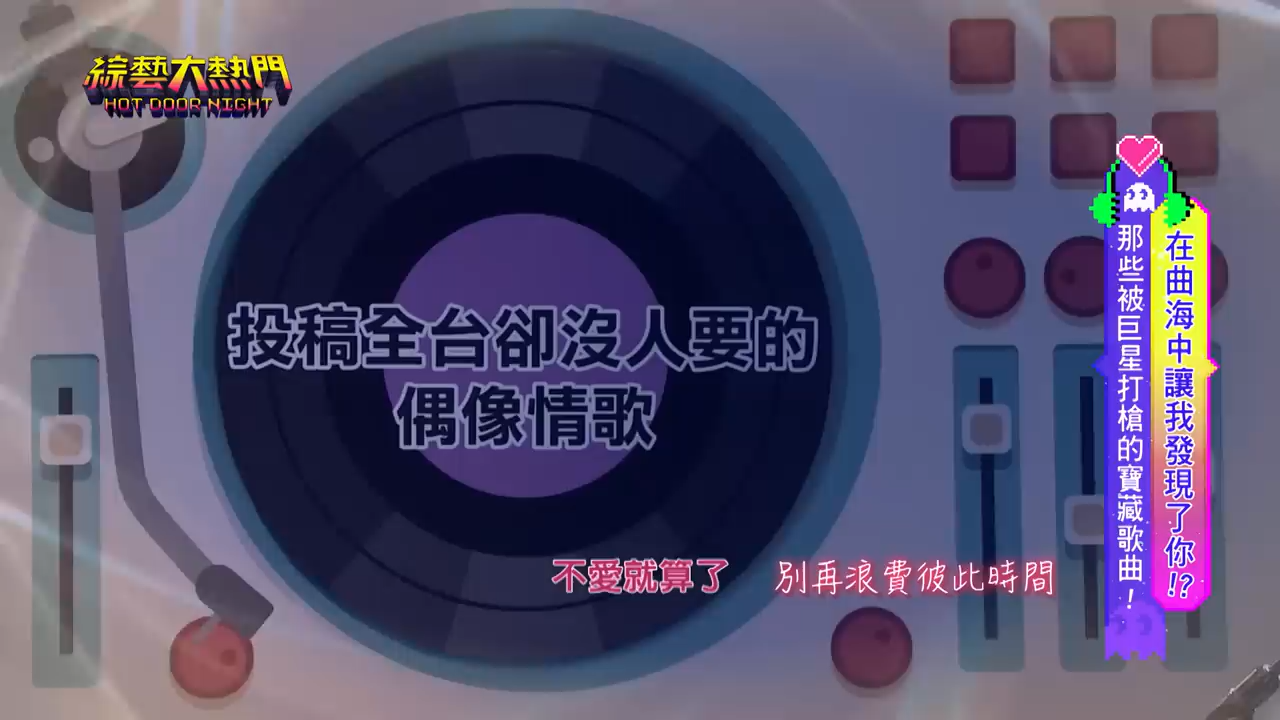 綜藝大熱門
HOT DOOR NIGHT
在曲海中讓我發現了你!?
那些被巨星打槍的寶藏歌曲!
投稿全台卻沒人要的
偶像情歌
不愛就算了 別再浪費彼此時間